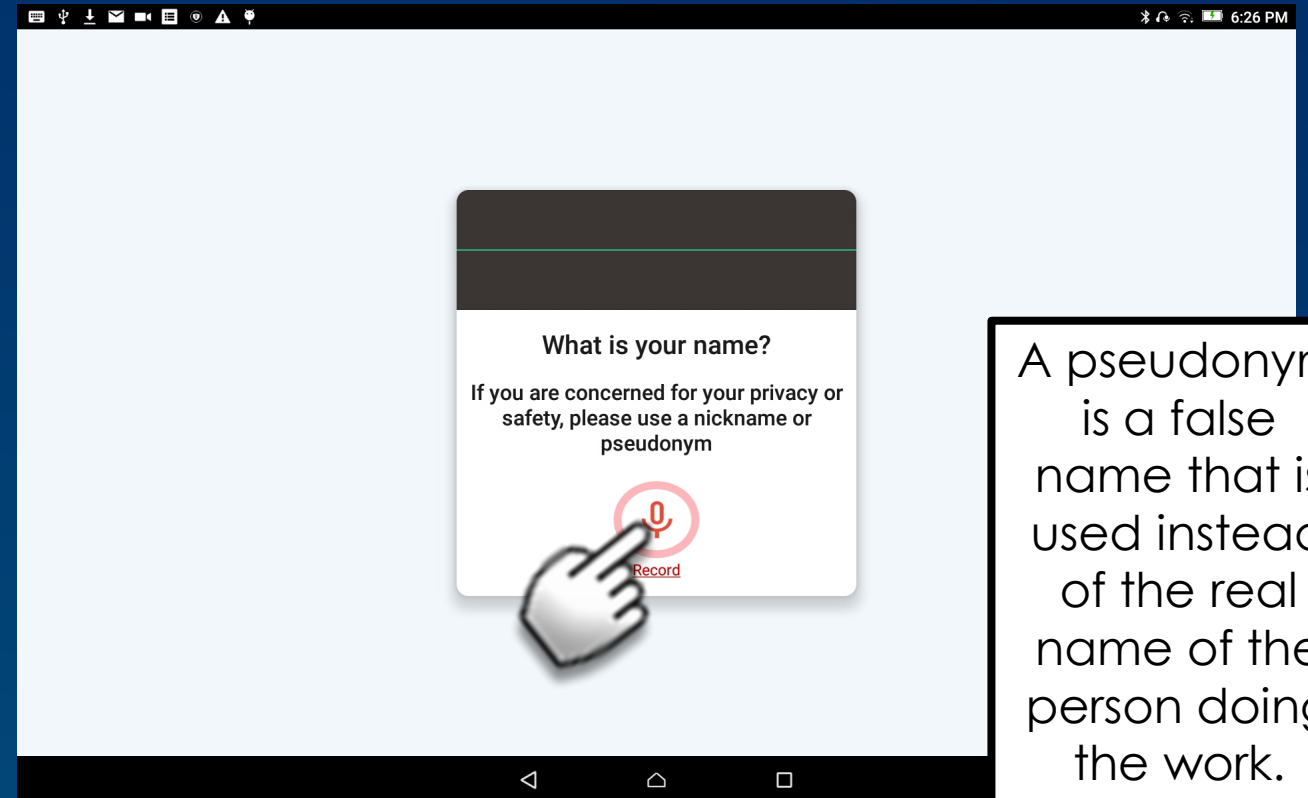 6:26 PM
What is your name?
If you are concerned for your privacy or
safety, please use a nickname or
pseudonym
Record
A pseudonym
is a false
name that is
used instead
of the real
name of the
person doing
the work.